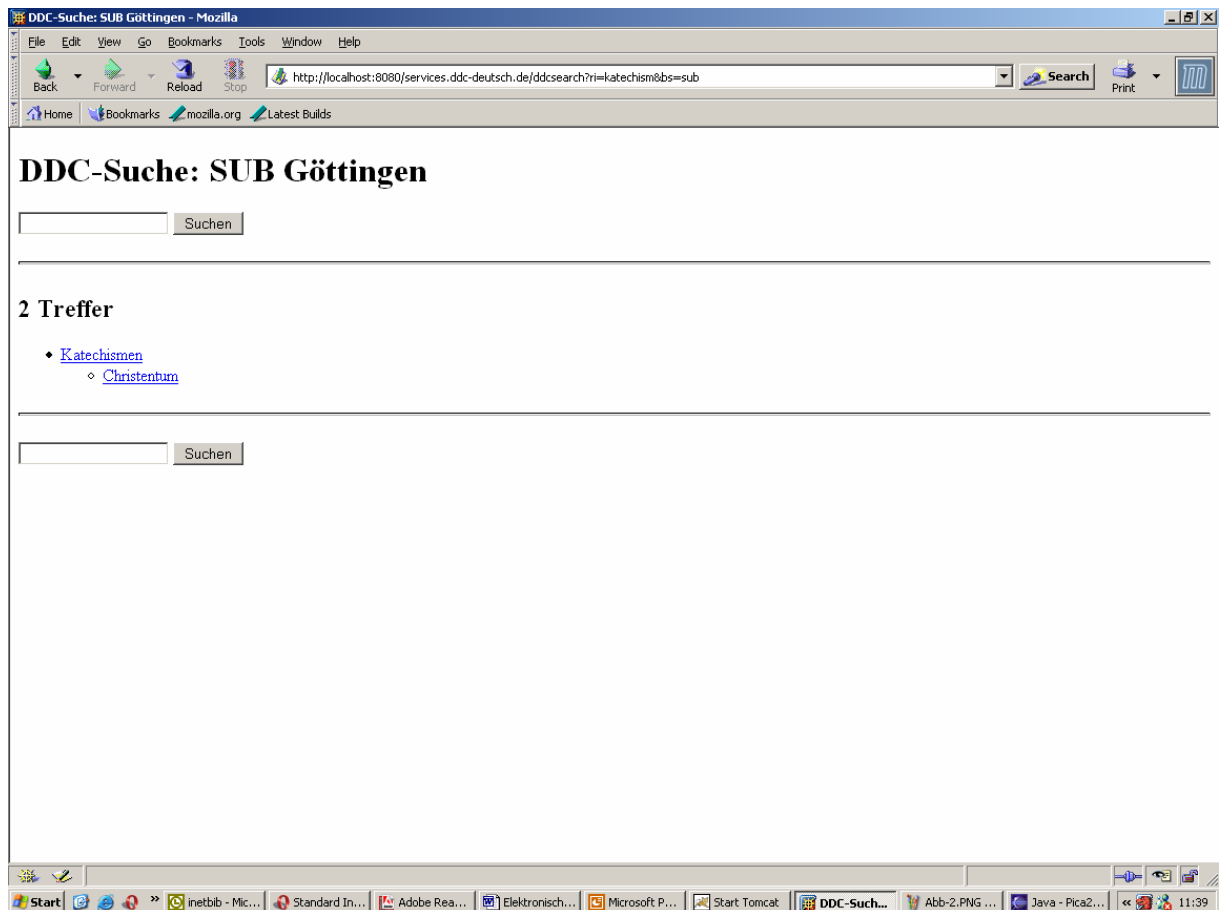 DDC-Suche: SUB Göttingen - Mozilla
File Edit View Go Bookmarks Tools Window Help
Back Forward Reload Stop http://localhost:8080/services.ddc-deutsch.de/ddcsearch?ri=katechism&bs=sub Search Print
Home Bookmarks mozilla.org Latest Builds
DDC-Suche: SUB Göttingen
Suchen
2 Treffer
Katechismen
Christentum
Suchen
Start » inetbib - Mic... Standard In... Adobe Rea... Elektronisch... Microsoft P... Start Tomcat DDC-Such... Abb-2.PNG ... Java - Pica2... « 11:39